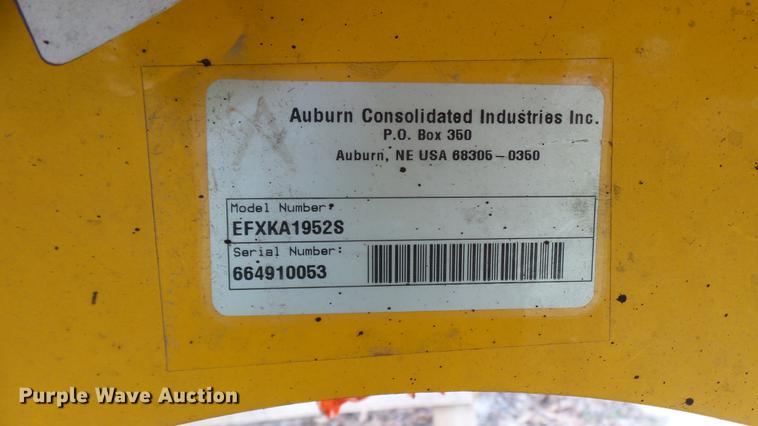 Auburn Consolidated Industries Inc.
P.O. Box 350
Auburn, NE USA 68305-0350
Model Number:
EFXKA1952S
Serial Number:
664910053
Purple Wave Auction